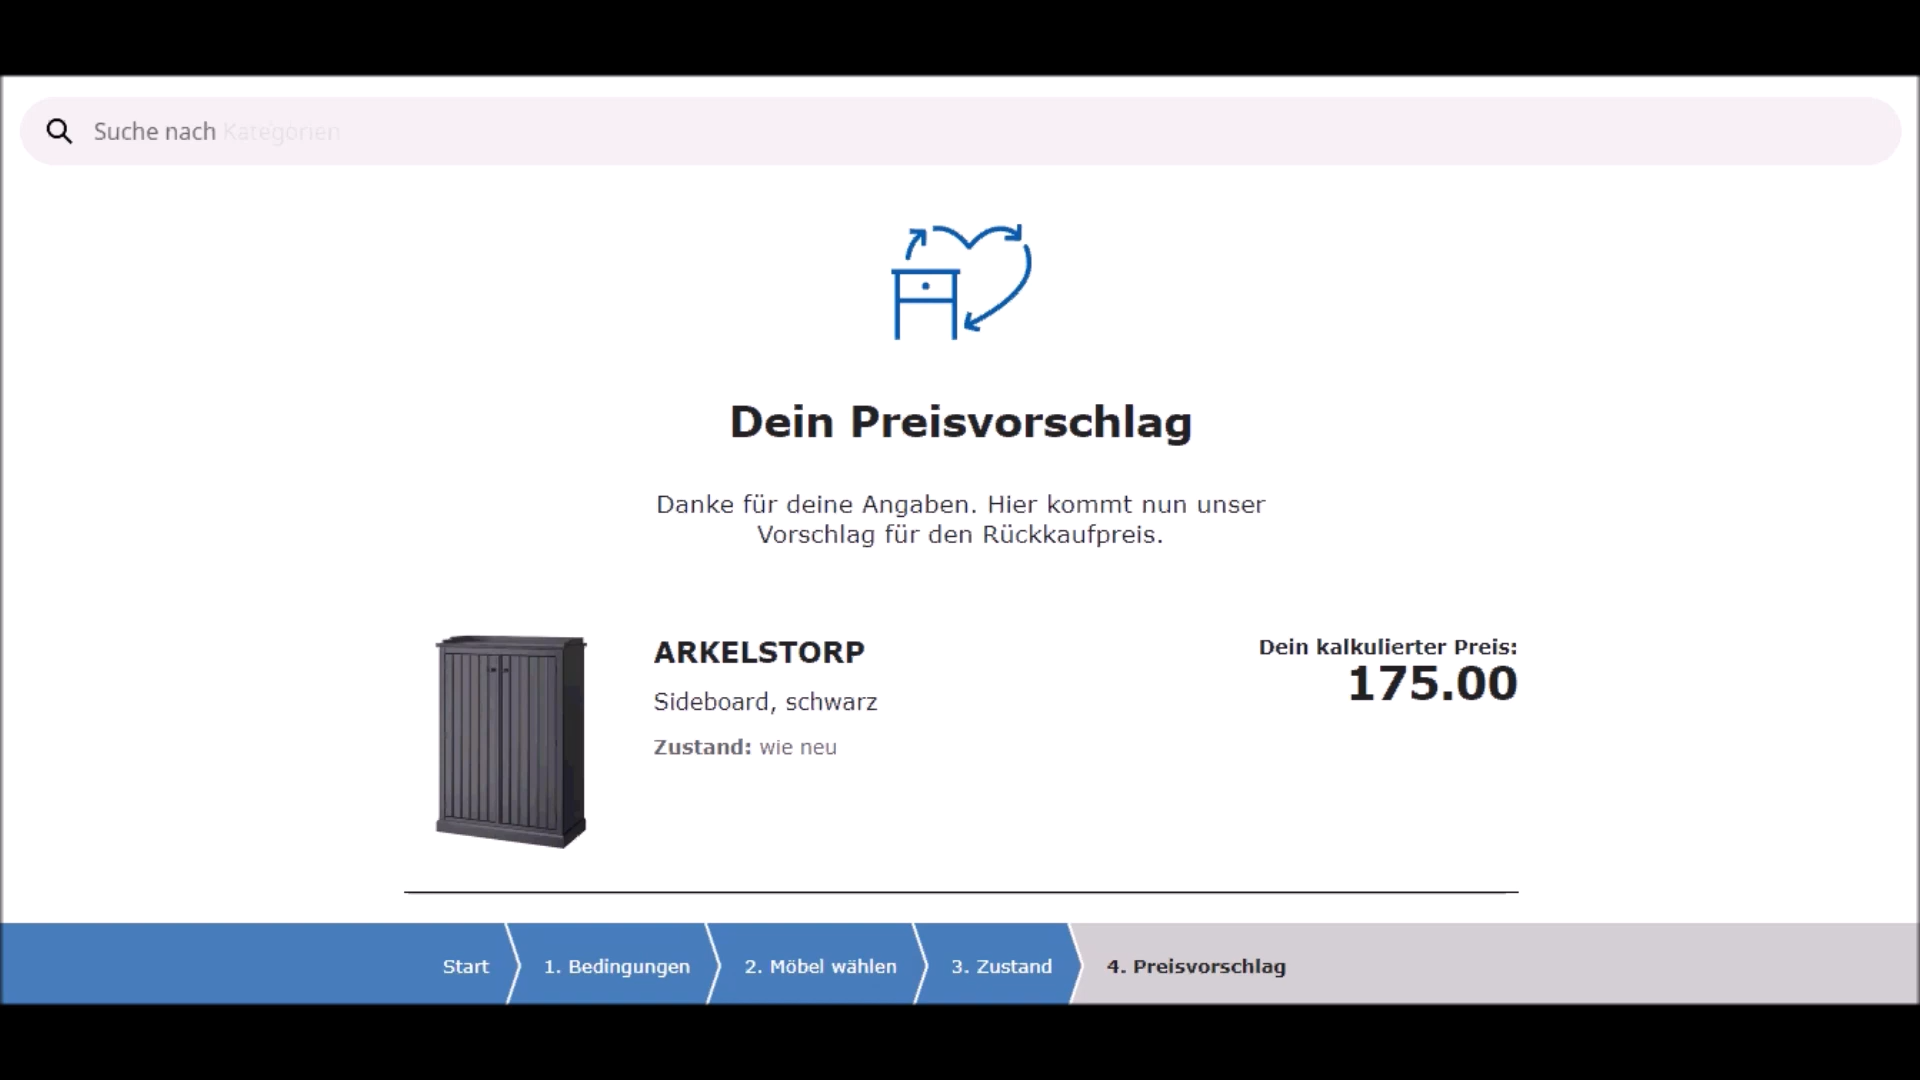 Suche nach Kategorien
Dein Preisvorschlag
Danke für deine Angaben. Hier kommt nun unser
Vorschlag für den Rückkaufpreis.
ARKELSTORP
Sideboard, schwarz
Zustand: wie neu
Dein kalkulierter Preis:
175.00
Start
1. Bedingungen
2. Möbel wählen
3. Zustand
4. Preisvorschlag